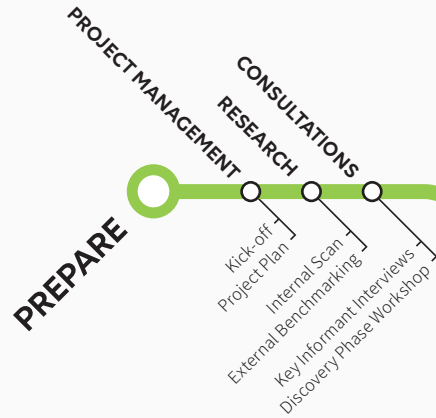 PREPARE
PROJECT MANAGEMENT
Kick-off
Project Plan
RESEARCH
Internal Scan
External Benchmarking
CONSULTATIONS
Key Informant Interviews
Discovery Phase Workshop